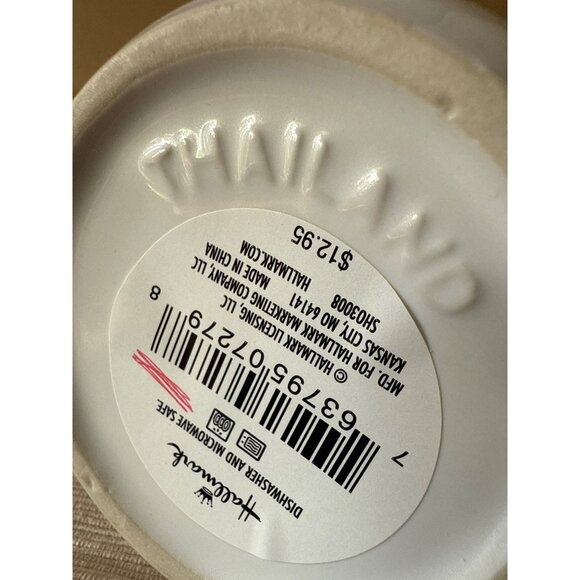 THAILAND
Hallmark
DISHWASHER AND MICROWAVE SAFE.
7 63795 07279 8
© HALLMARK LICENSING, LLC
MFD. FOR HALLMARK MARKETING COMPANY, LLC
KANSAS CITY, MO 64141 MADE IN CHINA
SHO3008 HALLMARK.COM
$12.95